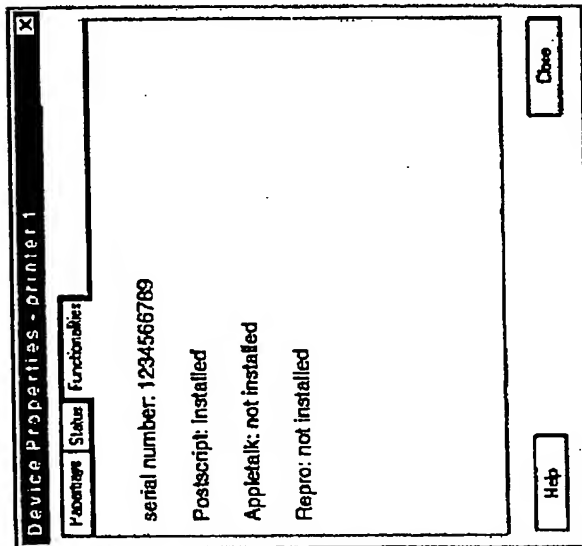 Device Properties - printer 1
X
Papertrays Status Functionalities
serial number: 1234566789
Postscript: Installed
Appletalk: not installed
Repro: not installed
Help Close